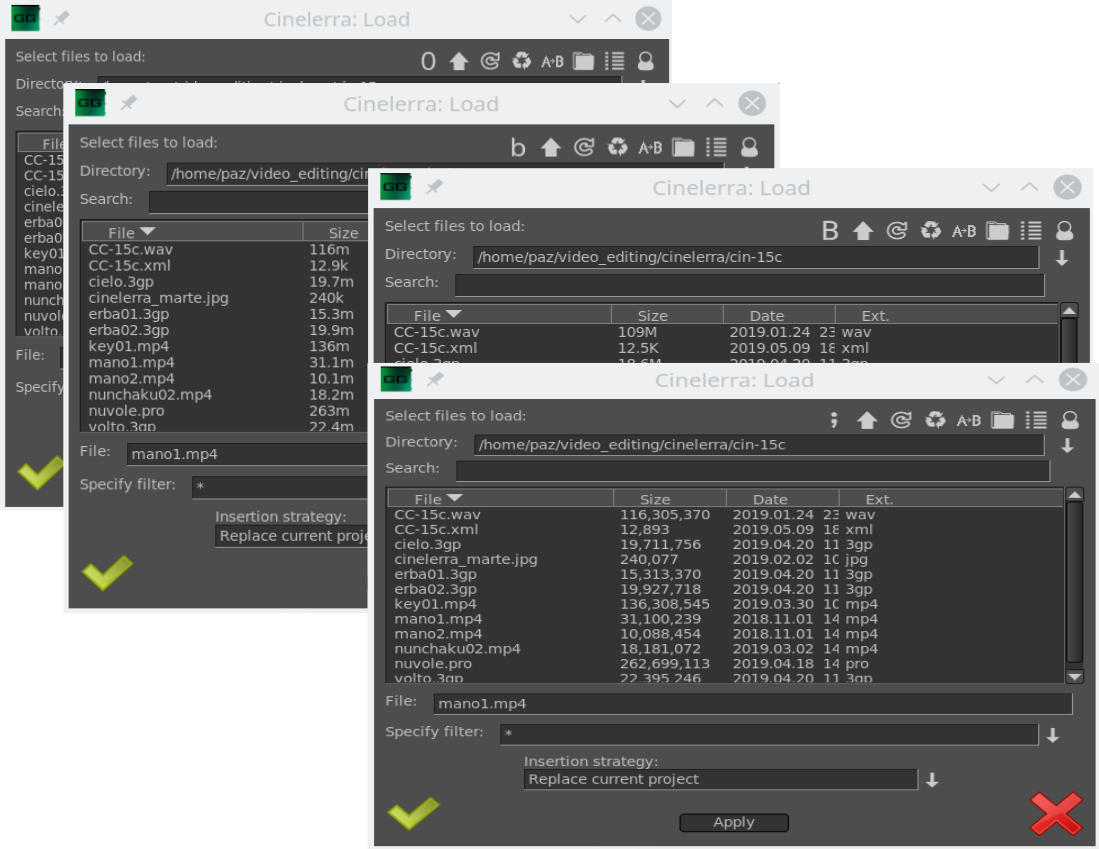 GG Cinelerra: Load
Select files to load: 0 A→B
Search:
File
CC-15
CC-15
cielo.3
cinele
erba0
erba0
key01
mano
mano
nunch
nuvol
volto.
File:
Specify
GG Cinelerra: Load
Select files to load: b A→B
Directory: /home/paz/video_editing/cin
Search:
File Size
CC-15c.wav 116m
CC-15c.xml 12.9k
cielo.3gp 19.7m
cinelerra_marte.jpg 240k
erba01.3gp 15.3m
erba02.3gp 19.9m
key01.mp4 136m
mano1.mp4 31.1m
mano2.mp4 10.1m
nunchaku02.mp4 18.2m
nuvole.pro 263m
volto.3gp 22.4m
File: mano1.mp4
Specify filter: *
Insertion strategy:
Replace current proje
GG Cinelerra: Load
Select files to load: B A→B
Directory: /home/paz/video_editing/cinelerra/cin-15c
Search:
File Size Date Ext.
CC-15c.wav 109M 2019.01.24 23 wav
CC-15c.xml 12.5K 2019.05.09 18 xml
cielo.3gp 18.6M 2019.04.20 11 3gp
GG Cinelerra: Load
Select files to load: ; A→B
Directory: /home/paz/video_editing/cinelerra/cin-15c
Search:
File Size Date Ext.
CC-15c.wav 116,305,370 2019.01.24 23 wav
CC-15c.xml 12,893 2019.05.09 18 xml
cielo.3gp 19,711,756 2019.04.20 11 3gp
cinelerra_marte.jpg 240,077 2019.02.02 10 jpg
erba01.3gp 15,313,370 2019.04.20 11 3gp
erba02.3gp 19,927,718 2019.04.20 11 3gp
key01.mp4 136,308,545 2019.03.30 10 mp4
mano1.mp4 31,100,239 2018.11.01 14 mp4
mano2.mp4 10,088,454 2018.11.01 14 mp4
nunchaku02.mp4 18,181,072 2019.03.02 14 mp4
nuvole.pro 262,699,113 2019.04.18 14 pro
volto.3gp 22,395,246 2019.04.20 11 3gp
File: mano1.mp4
Specify filter: *
Insertion strategy:
Replace current project
Apply